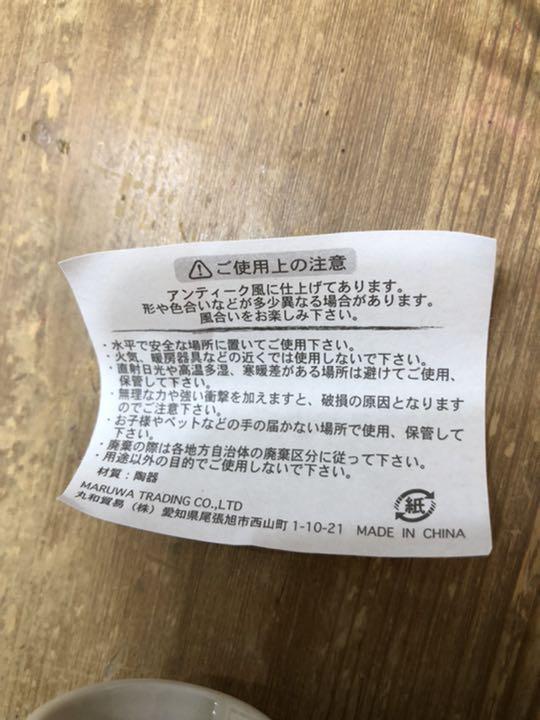 ⚠ご使用上の注意
アンティーク風に仕上げてあります。
形や色合いなどが多少異なる場合があります。
風合いをお楽しみ下さい。
・水平で安全な場所に置いてご使用下さい。
・火気、暖房器具などの近くでは使用しないで下さい。
・直射日光や高温多湿、寒暖差がある場所は避けてご使用、
保管して下さい。
・無理な力や強い衝撃を加えますと、破損の原因となります
のでご注意下さい。
・お子様やペットなどの手の届かない場所で使用、保管して
下さい。
・廃棄の際は各地方自治体の廃棄区分に従って下さい。
・用途以外の目的でご使用しないで下さい。
材質：陶器
MARUWA TRADING CO.,LTD
丸和貿易（株）愛知県尾張旭市西山町 1-10-21
紙
MADE IN CHINA